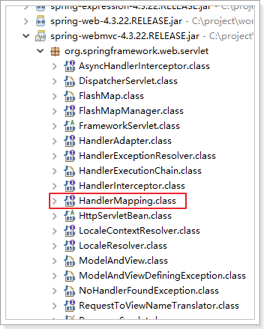 spring-expression-4.3.22.RELEASE.jar
spring-web-4.3.22.RELEASE.jar - C:\project\
spring-webmvc-4.3.22.RELEASE.jar - C:\proj
org.springframework.web.servlet
AsyncHandlerInterceptor.class
DispatcherServlet.class
FlashMap.class
FlashMapManager.class
FrameworkServlet.class
HandlerAdapter.class
HandlerExceptionResolver.class
HandlerExecutionChain.class
HandlerInterceptor.class
HandlerMapping.class
HttpServletBean.class
LocaleContextResolver.class
LocaleResolver.class
ModelAndView.class
ModelAndViewDefiningException.class
NoHandlerFoundException.class
RequestToViewNameTranslator.class